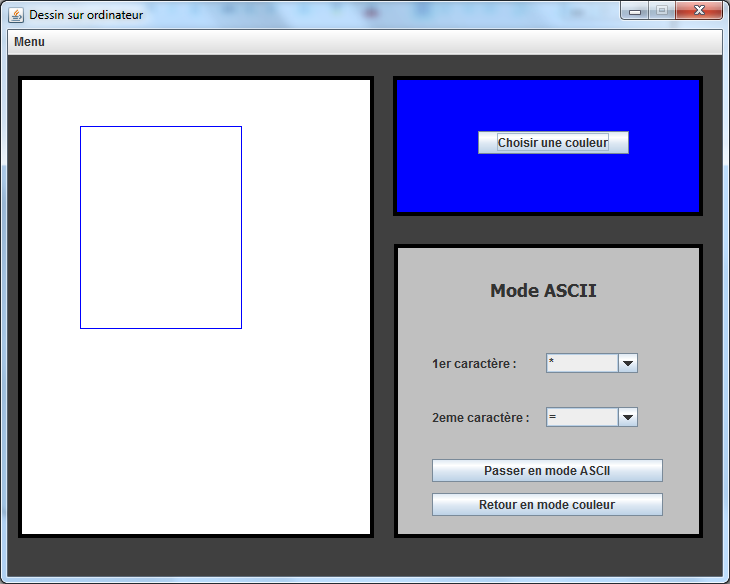 Dessin sur ordinateur
Menu
Choisir une couleur
Mode ASCII
1er caractère : *
2eme caractère : =
Passer en mode ASCII
Retour en mode couleur